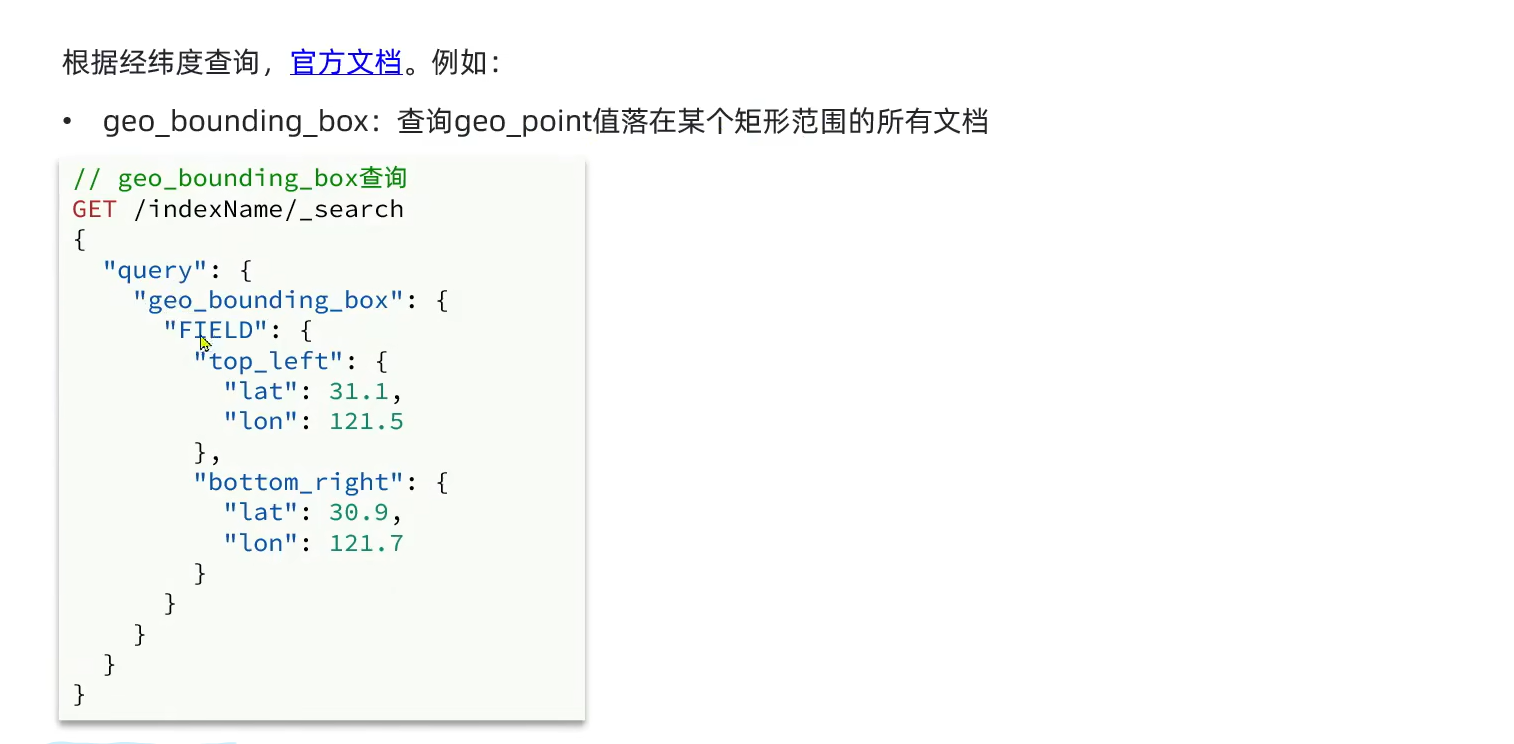 根据经纬度查询，官方文档。例如：
• geo_bounding_box：查询geo_point值落在某个矩形范围的所有文档
// geo_bounding_box查询
GET /indexName/_search
{
  "query": {
    "geo_bounding_box": {
      "FIELD": {
        "top_left": {
          "lat": 31.1,
          "lon": 121.5
        },
        "bottom_right": {
          "lat": 30.9,
          "lon": 121.7
        }
      }
    }
  }
}